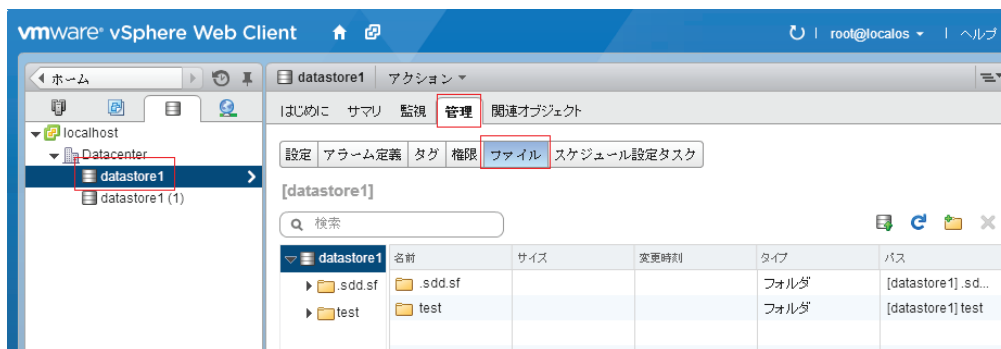 vmware® vSphere Web Client
root@localos
ヘルプ
ホーム
localhost
Datacenter
datastore1
datastore1 (1)
datastore1 アクション
はじめに サマリ 監視 管理 関連オブジェクト
設定 アラーム定義 タグ 権限 ファイル スケジュール設定タスク
[datastore1]
検索
datastore1
.sdd.sf
test
名前 サイズ 変更時刻 タイプ パス
.sdd.sf フォルダ [datastore1] .sd...
test フォルダ [datastore1] test